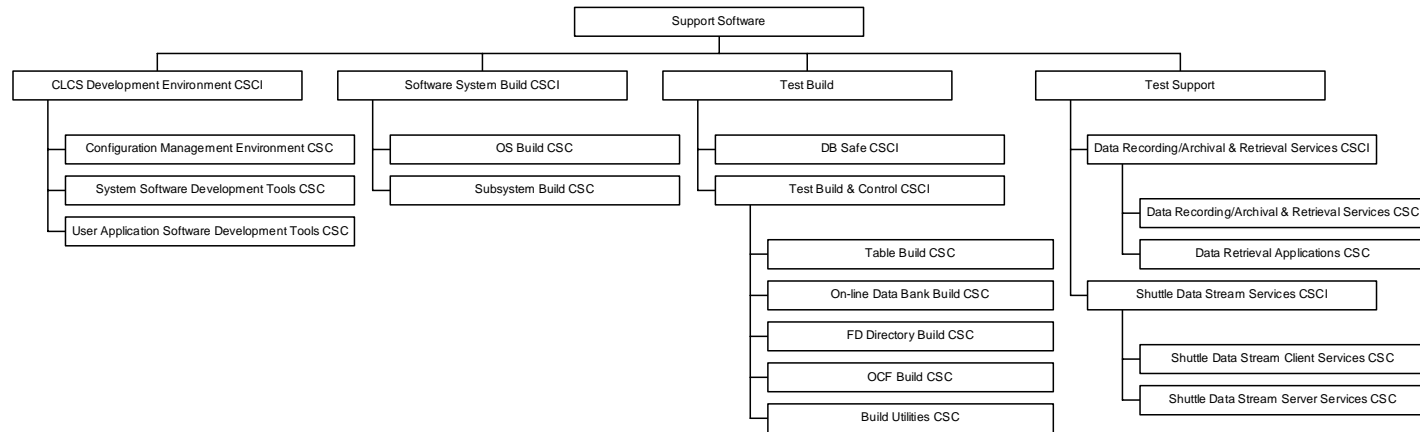 Support Software
CLCS Development Environment CSCI
Configuration Management Environment CSC
System Software Development Tools CSC
User Application Software Development Tools CSC
Software System Build CSCI
OS Build CSC
Subsystem Build CSC
Test Build
DB Safe CSCI
Test Build & Control CSCI
Table Build CSC
On-line Data Bank Build CSC
FD Directory Build CSC
OCF Build CSC
Build Utilities CSC
Test Support
Data Recording/Archival & Retrieval Services CSCI
Data Recording/Archival & Retrieval Services CSC
Data Retrieval Applications CSC
Shuttle Data Stream Services CSCI
Shuttle Data Stream Client Services CSC
Shuttle Data Stream Server Services CSC